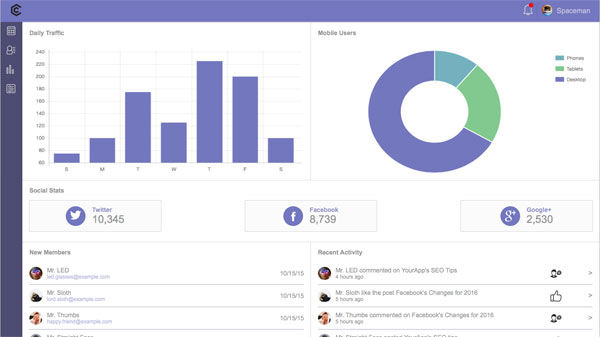 Spaceman
Daily Traffic
240
220
200
180
160
140
120
100
80
60
S M T W T F S
Mobile Users
Phones
Tablets
Desktop
Social Stats
Twitter
10,345
Facebook
8,739
Google+
2,530
New Members
Mr. LED
led.glasses@example.com
10/15/15
Mr. Sloth
lord.sloth@example.com
10/15/15
Mr. Thumbs
happy.friend@example.com
10/15/15
Recent Activity
Mr. LED commented on YourApp's SEO Tips
4 hours ago
>
Mr. Sloth like the post Facebook's Changes for 2016
5 hours ago
>
Mr. Thumbs commented on Facebook's Changes for 2016
5 hours ago
>